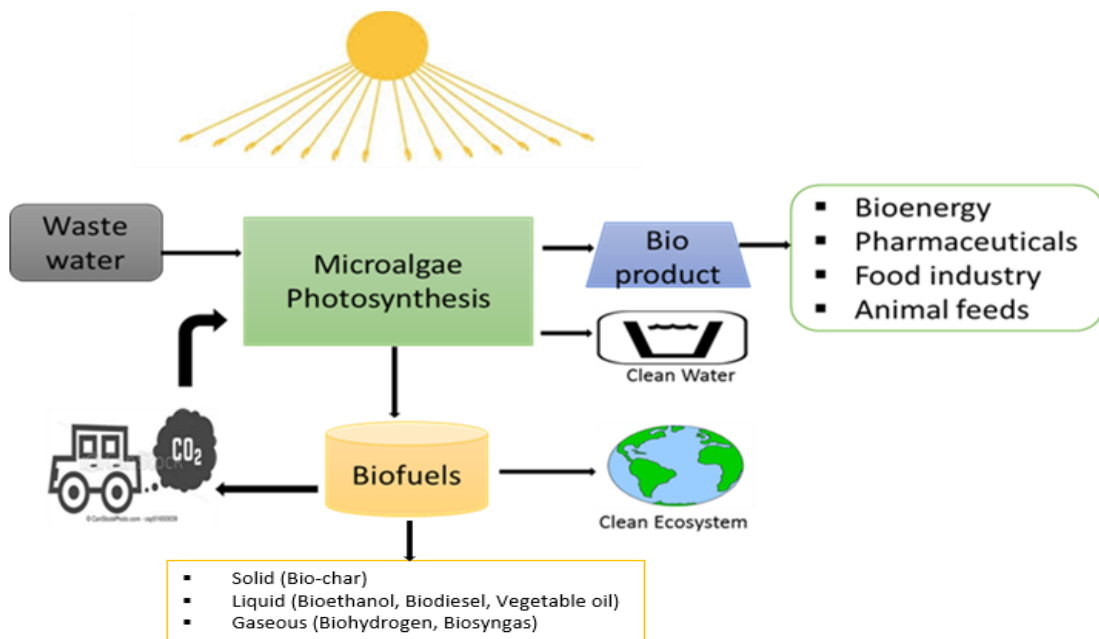 Waste
water
Microalgae
Photosynthesis
Bio
product
▪ Bioenergy
▪ Pharmaceuticals
▪ Food industry
▪ Animal feeds
Clean Water
CO₂
Biofuels
Clean Ecosystem
▪ Solid (Bio-char)
▪ Liquid (Bioethanol, Biodiesel, Vegetable oil)
▪ Gaseous (Biohydrogen, Biosyngas)